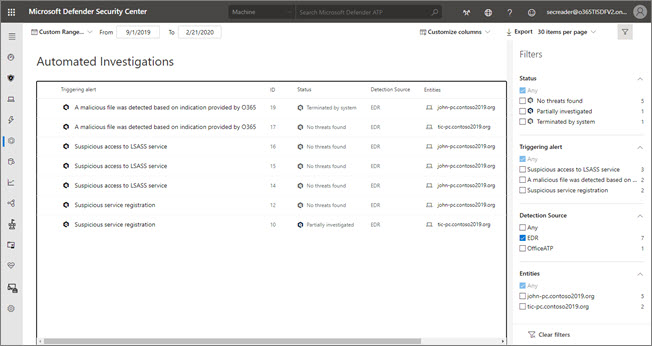 Microsoft Defender Security Center
Machine
Search Microsoft Defender ATP
secreader@o365TISDFV2.on...
Custom Range...
From
9/1/2019
To
2/21/2020
Customize columns
Export
30 items per page
Automated Investigations
Triggering alert ID Status Detection Source Entities
A malicious file was detected based on indication provided by O365 19 Terminated by system EDR john-pc.contoso2019.org
A malicious file was detected based on indication provided by O365 17 No threats found EDR tic-pc.contoso2019.org
Suspicious access to LSASS service 16 No threats found EDR john-pc.contoso2019.org
Suspicious access to LSASS service 15 No threats found EDR john-pc.contoso2019.org
Suspicious access to LSASS service 14 No threats found EDR john-pc.contoso2019.org
Suspicious service registration 12 No threats found EDR john-pc.contoso2019.org
Suspicious service registration 10 Partially investigated EDR tic-pc.contoso2019.org
Filters
Status
Any
No threats found 5
Partially investigated 1
Terminated by system 1
Triggering alert
Any
Suspicious access to LSASS service 3
A malicious file was detected based on ... 2
Suspicious service registration 2
Detection Source
Any
EDR 7
OfficeATP 1
Entities
Any
john-pc.contoso2019.org 5
tic-pc.contoso2019.org 2
Clear filters